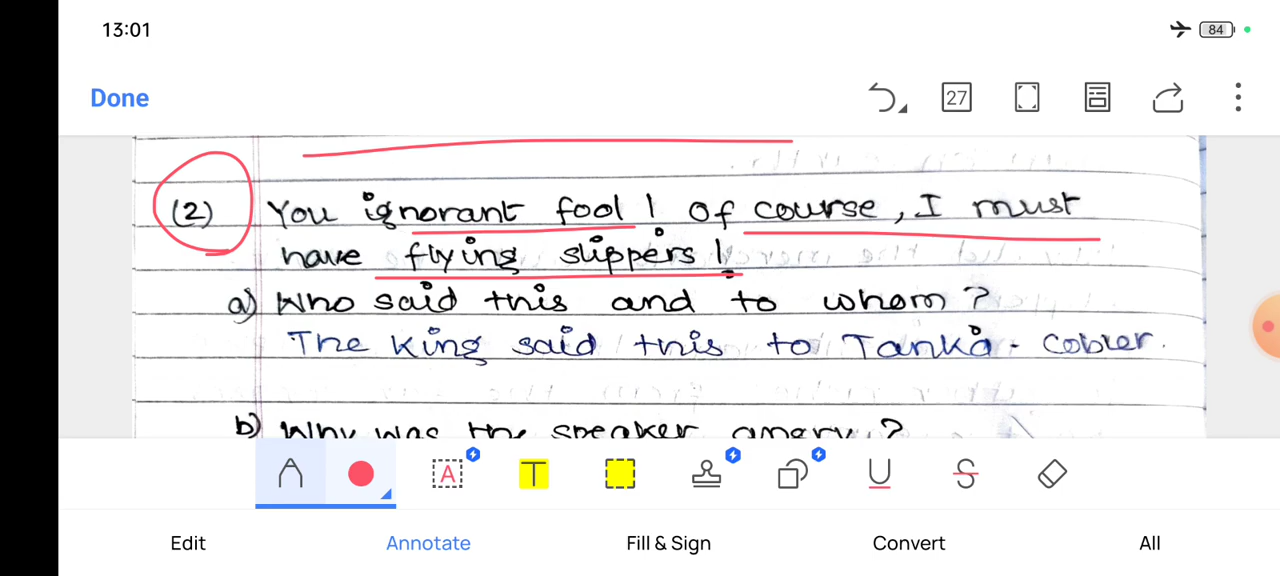 13:01
84
Done
27
(2) You ignorant fool ! Of course, I must
have flying slippers !
a) Who said this and to whom ?
The King said this to Tanka - cobler.
b) Why was the speaker angry ?
A T U S
Edit Annotate Fill & Sign Convert All